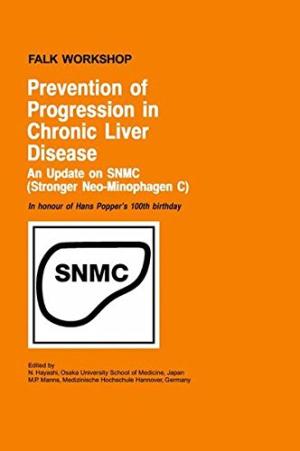 FALK WORKSHOP
Prevention of
Progression in
Chronic Liver
Disease
An Update on SNMC
(Stronger Neo-Minophagen C)
In honour of Hans Popper's 100th birthday
SNMC
Edited by
N. Hayashi, Osaka University School of Medicine, Japan
M.P. Manns, Medizinische Hochschule Hannover, Germany